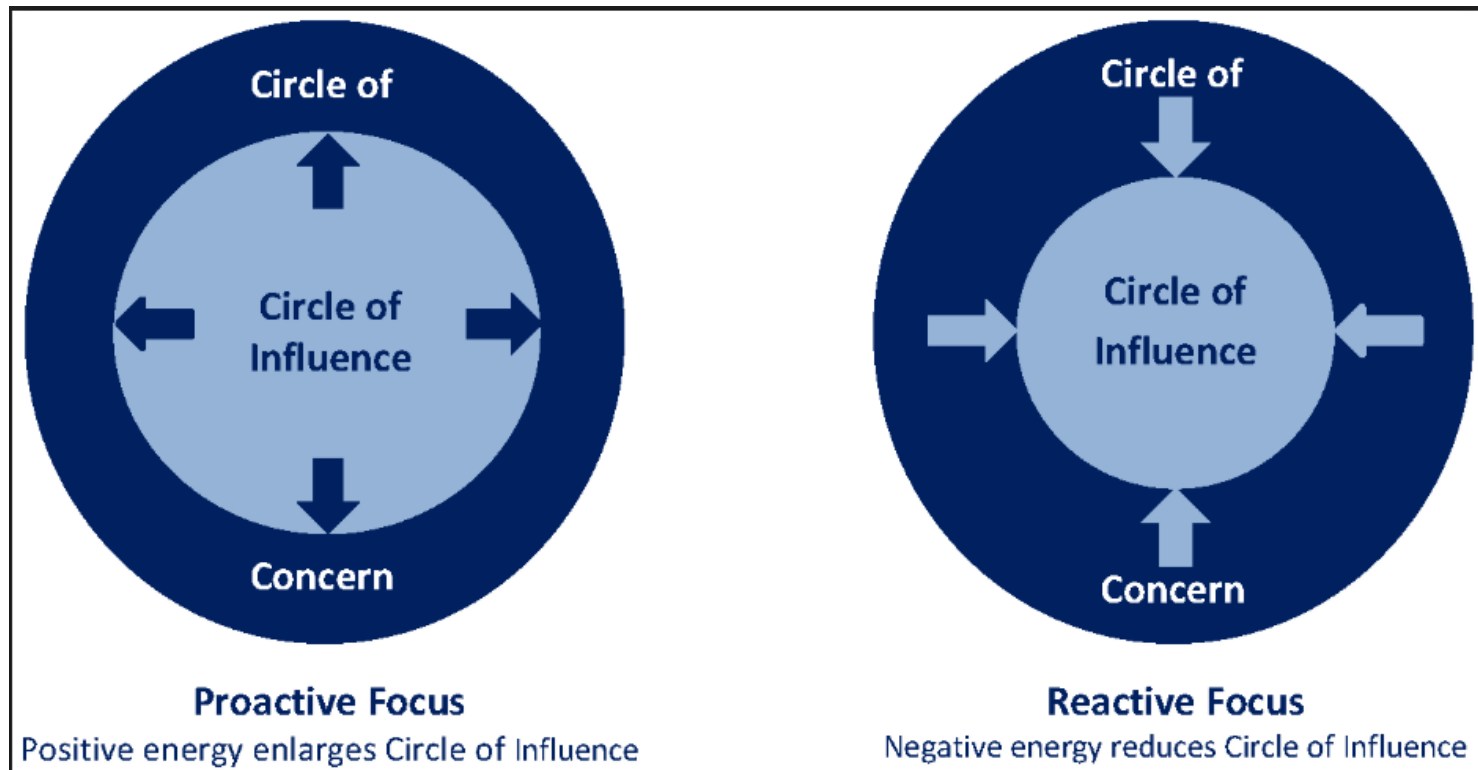 Circle of
Circle of
Influence
Concern
Proactive Focus
Positive energy enlarges Circle of Influence
Circle of
Circle of
Influence
Concern
Reactive Focus
Negative energy reduces Circle of Influence